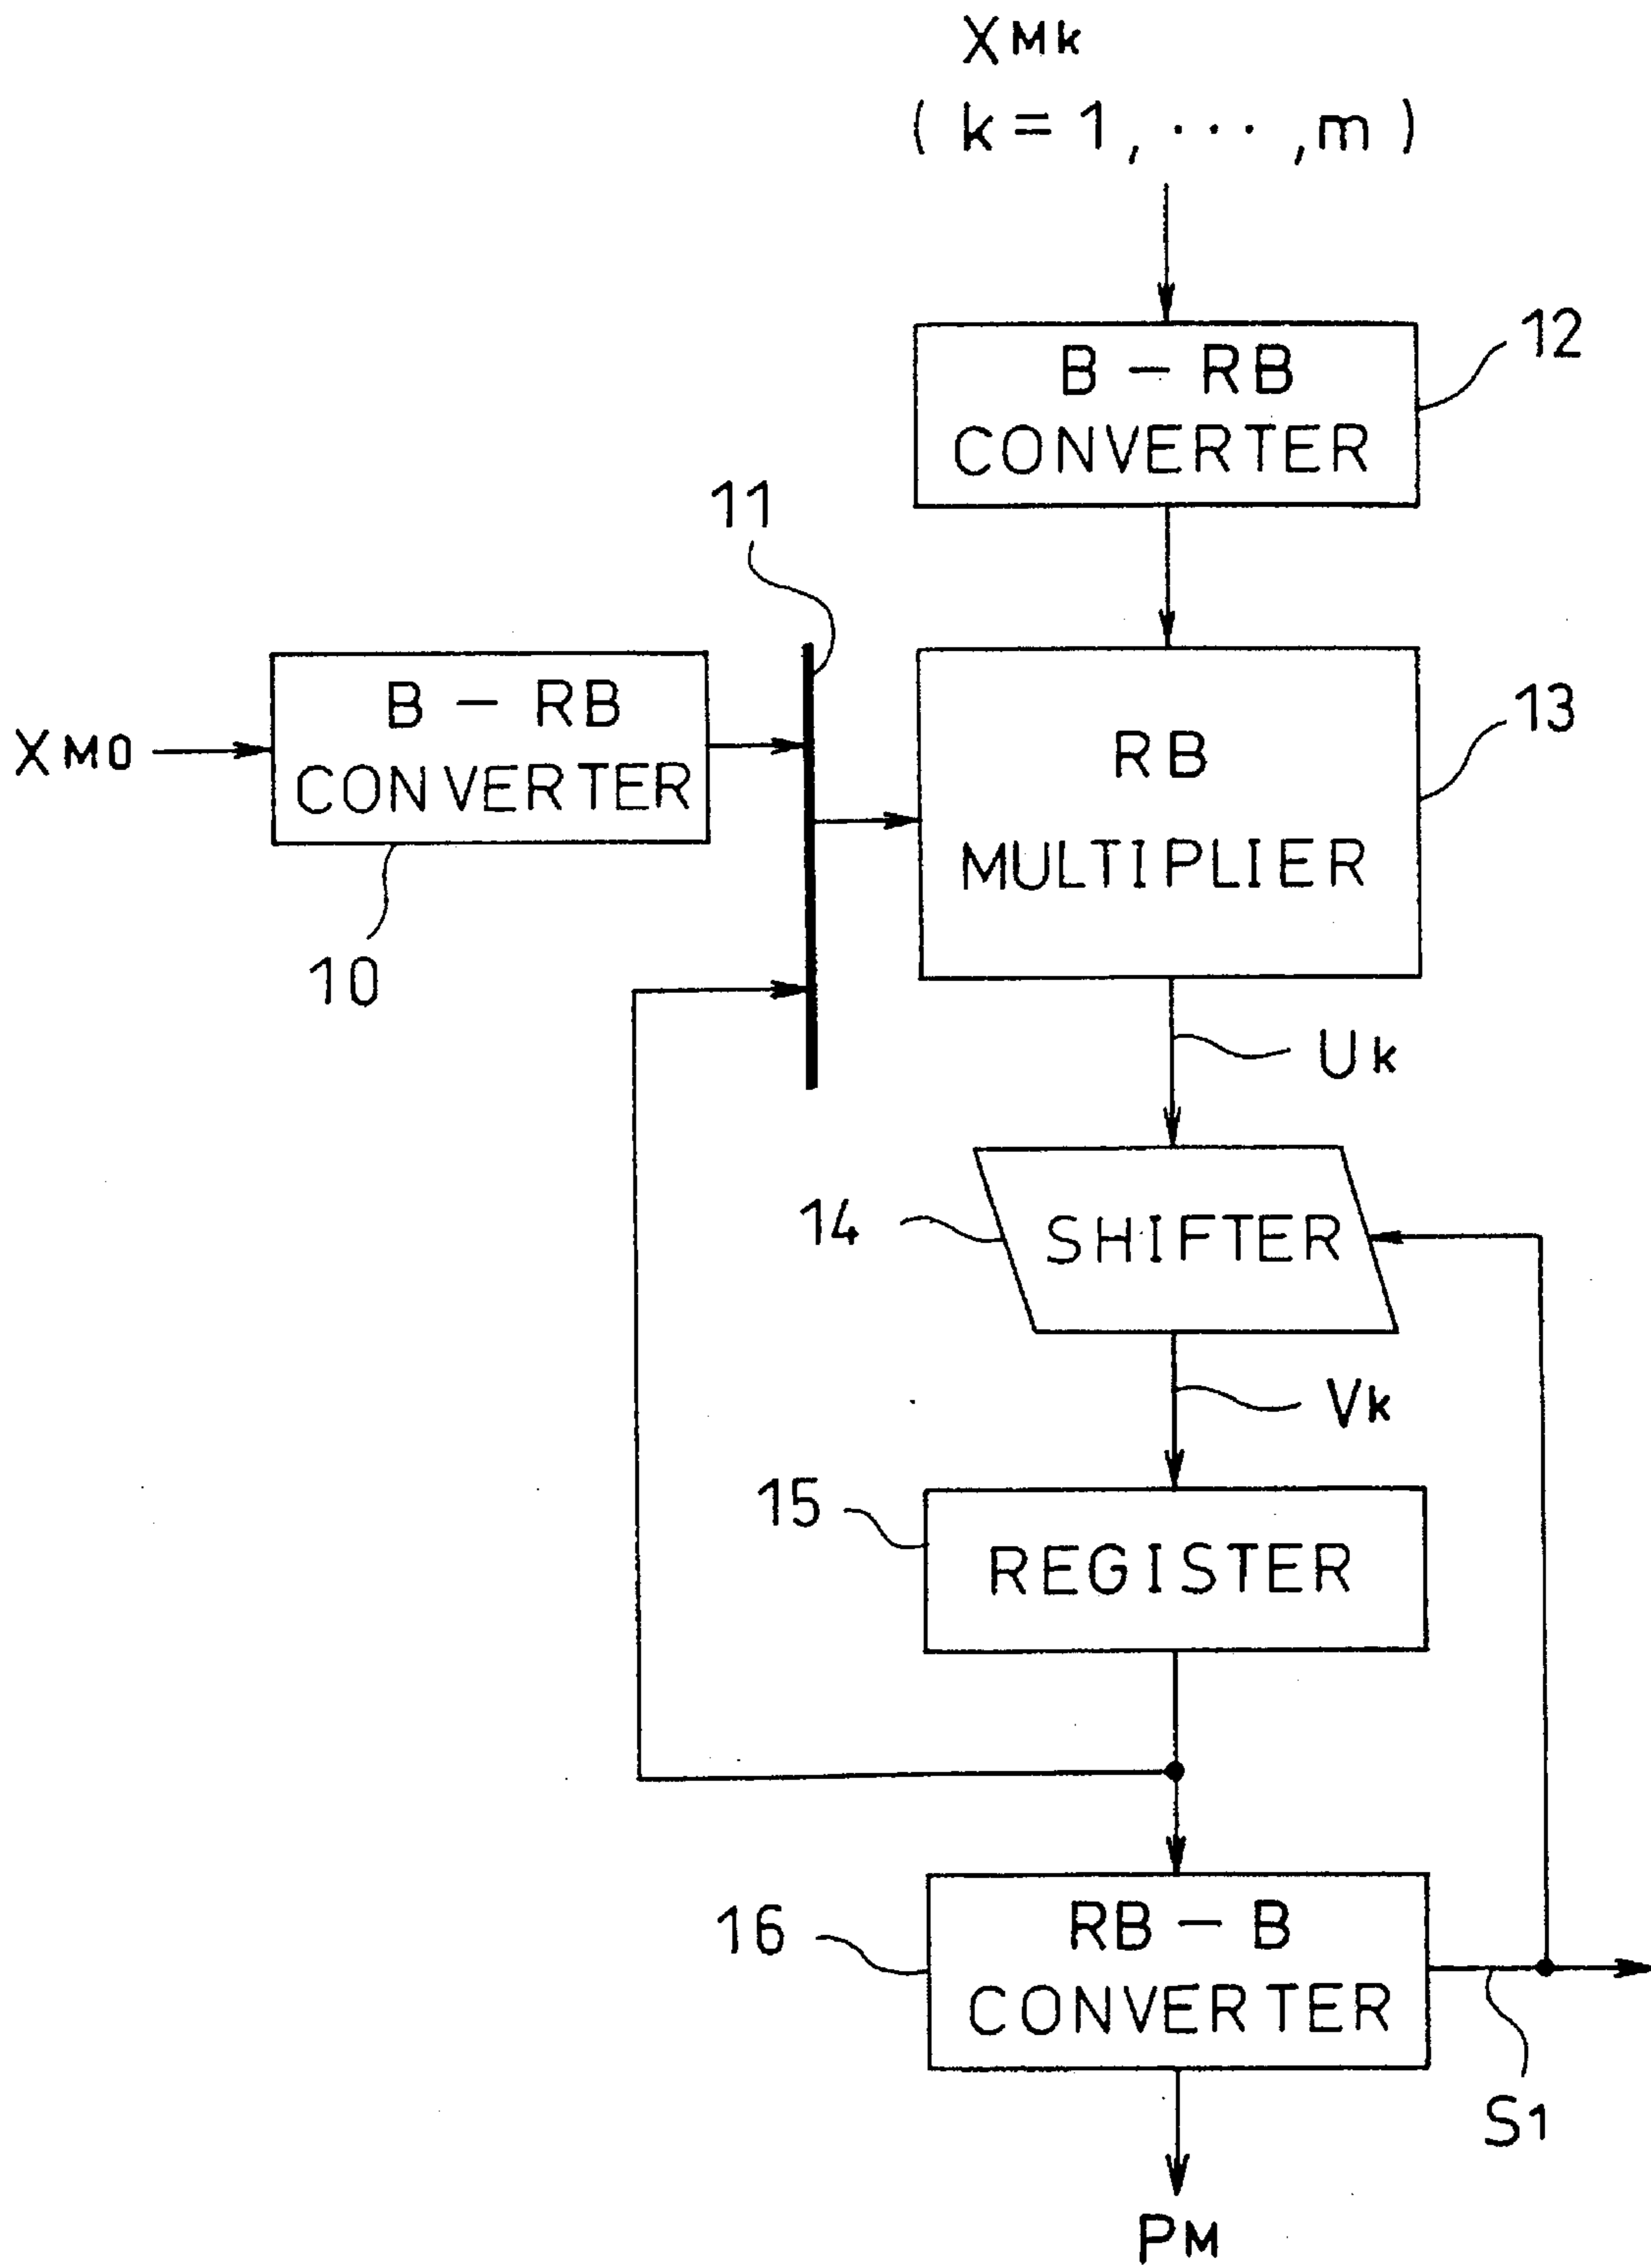 XMk
( k = 1, ··· ,m )
12
B - RB
CONVERTER
11
B - RB
CONVERTER
XM0
10
13
RB
MULTIPLIER
Uk
14
SHIFTER
Vk
15
REGISTER
16
RB - B
CONVERTER
S1
PM